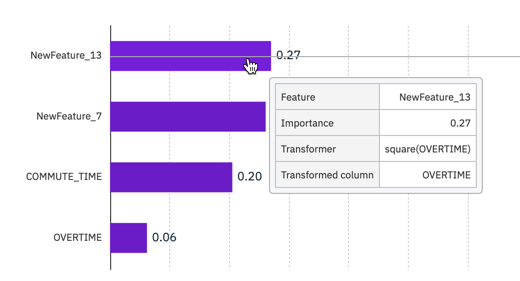 NewFeature_13 0.27
NewFeature_7
Feature NewFeature_13
Importance 0.27
Transformer square(OVERTIME)
Transformed column OVERTIME
COMMUTE_TIME 0.20
OVERTIME 0.06